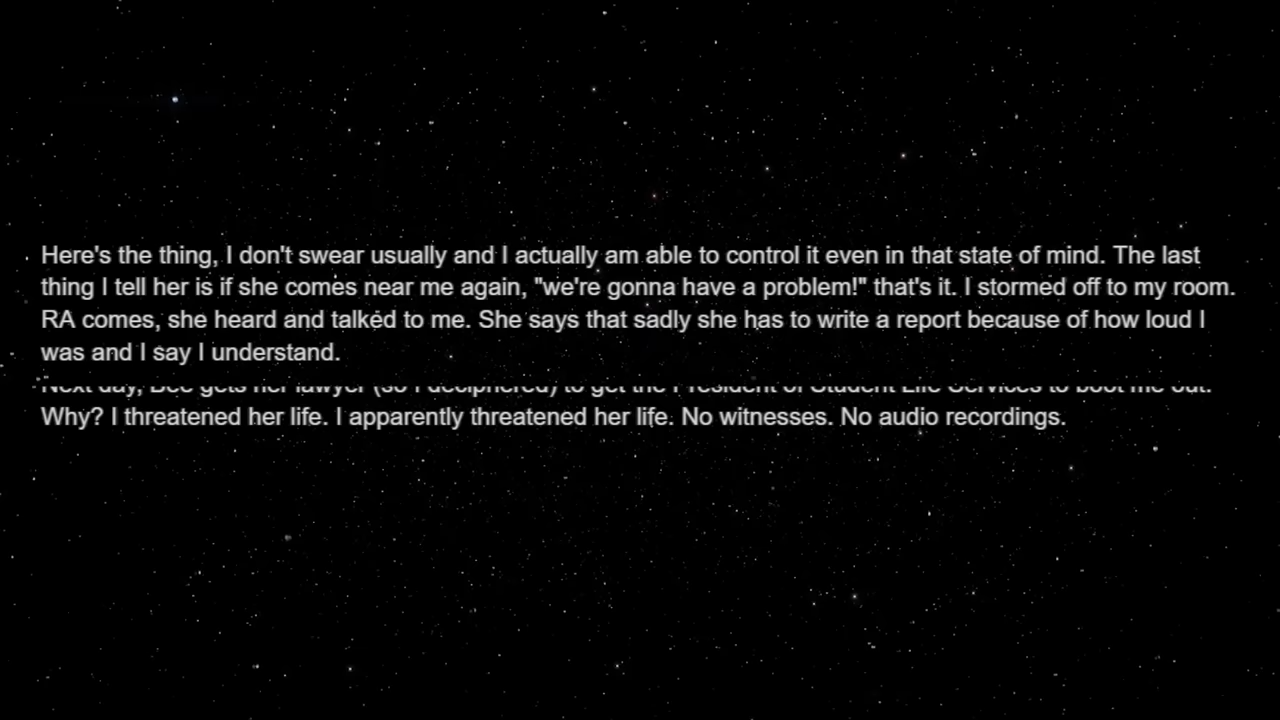 Here's the thing, I don't swear usually and I actually am able to control it even in that state of mind. The last
thing I tell her is if she comes near me again, "we're gonna have a problem!" that's it. I stormed off to my room.
RA comes, she heard and talked to me. She says that sadly she has to write a report because of how loud I
was and I say I understand.
Next day, Bee gets her lawyer (so I deciphered) to get the President of Student Life Services to boot me out.
Why? I threatened her life. I apparently threatened her life. No witnesses. No audio recordings.